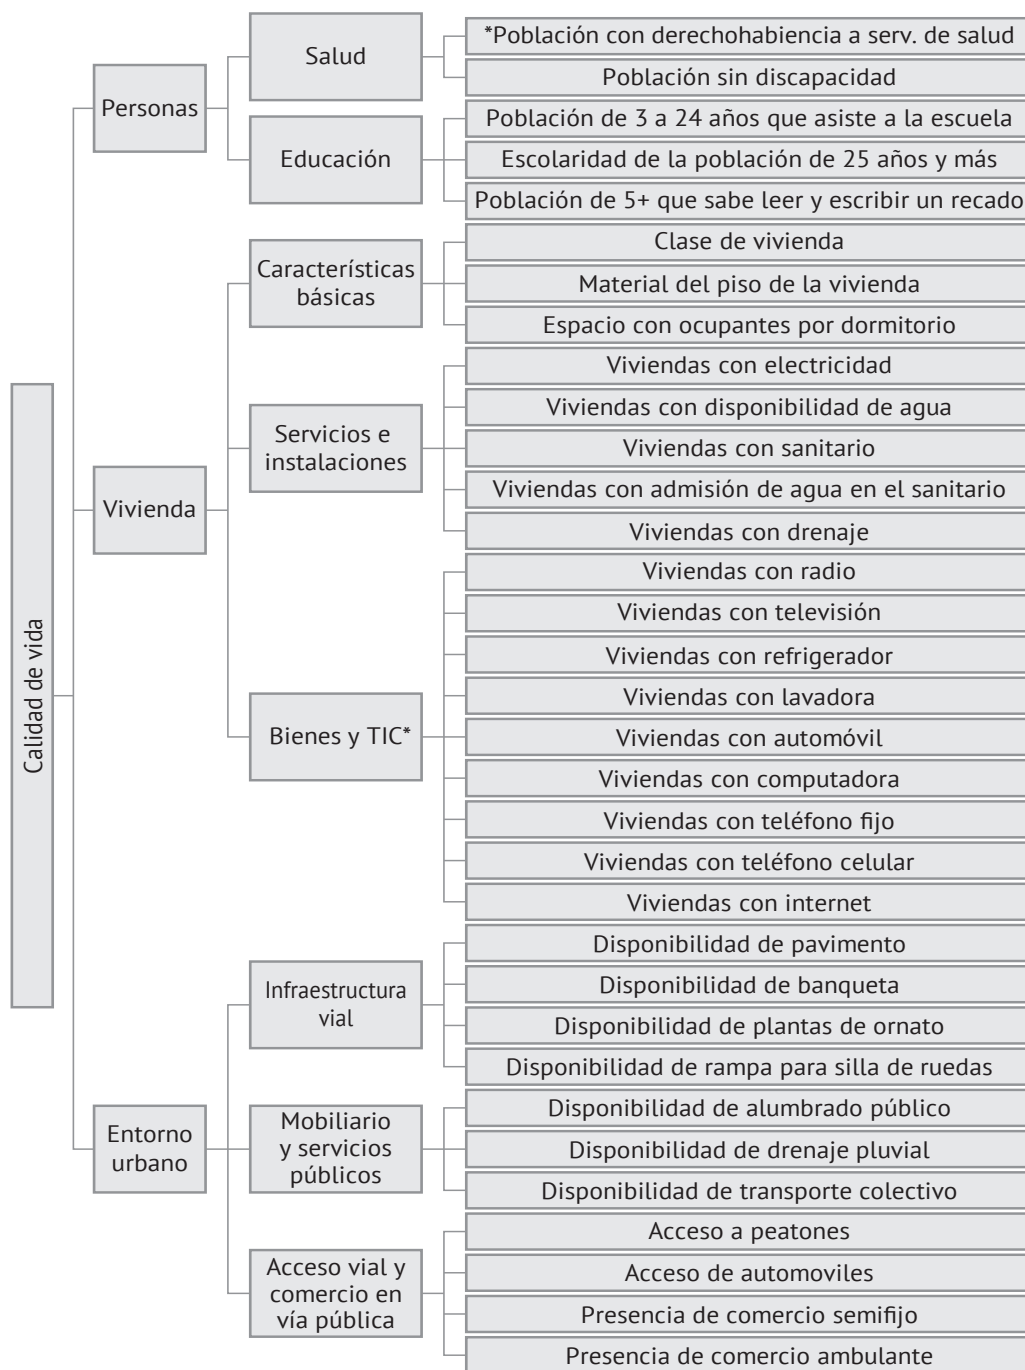 Calidad de vida
Personas
Salud
*Población con derechohabiencia a serv. de salud
Población sin discapacidad
Educación
Población de 3 a 24 años que asiste a la escuela
Escolaridad de la población de 25 años y más
Población de 5+ que sabe leer y escribir un recado
Vivienda
Características
básicas
Clase de vivienda
Material del piso de la vivienda
Espacio con ocupantes por dormitorio
Servicios e
instalaciones
Viviendas con electricidad
Viviendas con disponibilidad de agua
Viviendas con sanitario
Viviendas con admisión de agua en el sanitario
Viviendas con drenaje
Bienes y TIC*
Viviendas con radio
Viviendas con televisión
Viviendas con refrigerador
Viviendas con lavadora
Viviendas con automóvil
Viviendas con computadora
Viviendas con teléfono fijo
Viviendas con teléfono celular
Viviendas con internet
Entorno
urbano
Infraestructura
vial
Disponibilidad de pavimento
Disponibilidad de banqueta
Disponibilidad de plantas de ornato
Disponibilidad de rampa para silla de ruedas
Mobiliario
y servicios
públicos
Disponibilidad de alumbrado público
Disponibilidad de drenaje pluvial
Disponibilidad de transporte colectivo
Acceso vial y
comercio en
vía pública
Acceso a peatones
Acceso de automoviles
Presencia de comercio semifijo
Presencia de comercio ambulante